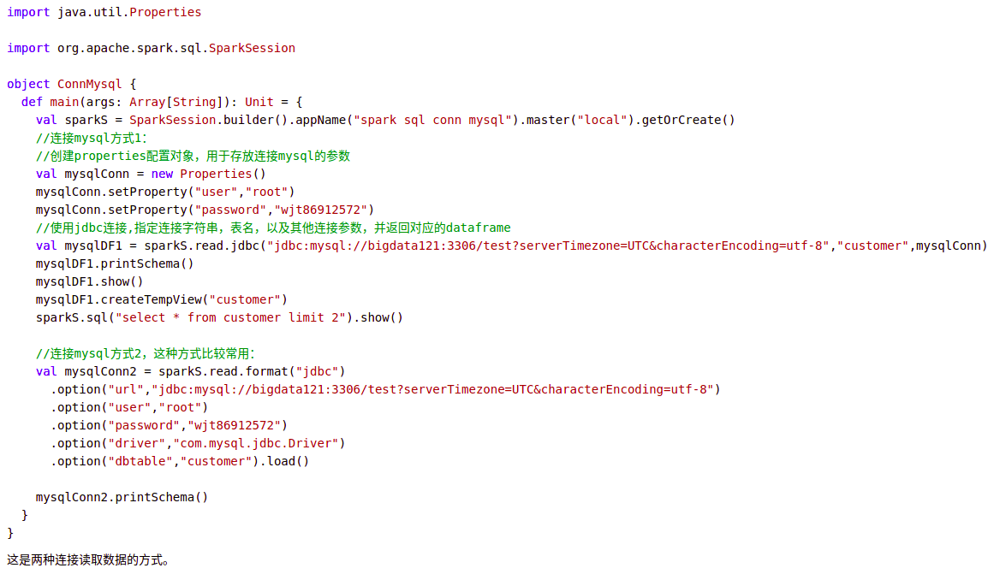 import java.util.Properties
import org.apache.spark.sql.SparkSession
object ConnMysql {
  def main(args: Array[String]): Unit = {
    val sparkS = SparkSession.builder().appName("spark sql conn mysql").master("local").getOrCreate()
    //连接mysql方式1：
    //创建properties配置对象，用于存放连接mysql的参数
    val mysqlConn = new Properties()
    mysqlConn.setProperty("user","root")
    mysqlConn.setProperty("password","wjt86912572")
    //使用jdbc连接,指定连接字符串，表名，以及其他连接参数，并返回对应的dataframe
    val mysqlDF1 = sparkS.read.jdbc("jdbc:mysql://bigdata121:3306/test?serverTimezone=UTC&characterEncoding=utf-8","customer",mysqlConn)
    mysqlDF1.printSchema()
    mysqlDF1.show()
    mysqlDF1.createTempView("customer")
    sparkS.sql("select * from customer limit 2").show()
    //连接mysql方式2，这种方式比较常用：
    val mysqlConn2 = sparkS.read.format("jdbc")
      .option("url","jdbc:mysql://bigdata121:3306/test?serverTimezone=UTC&characterEncoding=utf-8")
      .option("user","root")
      .option("password","wjt86912572")
      .option("driver","com.mysql.jdbc.Driver")
      .option("dbtable","customer").load()
    mysqlConn2.printSchema()
  }
}
这是两种连接读取数据的方式。